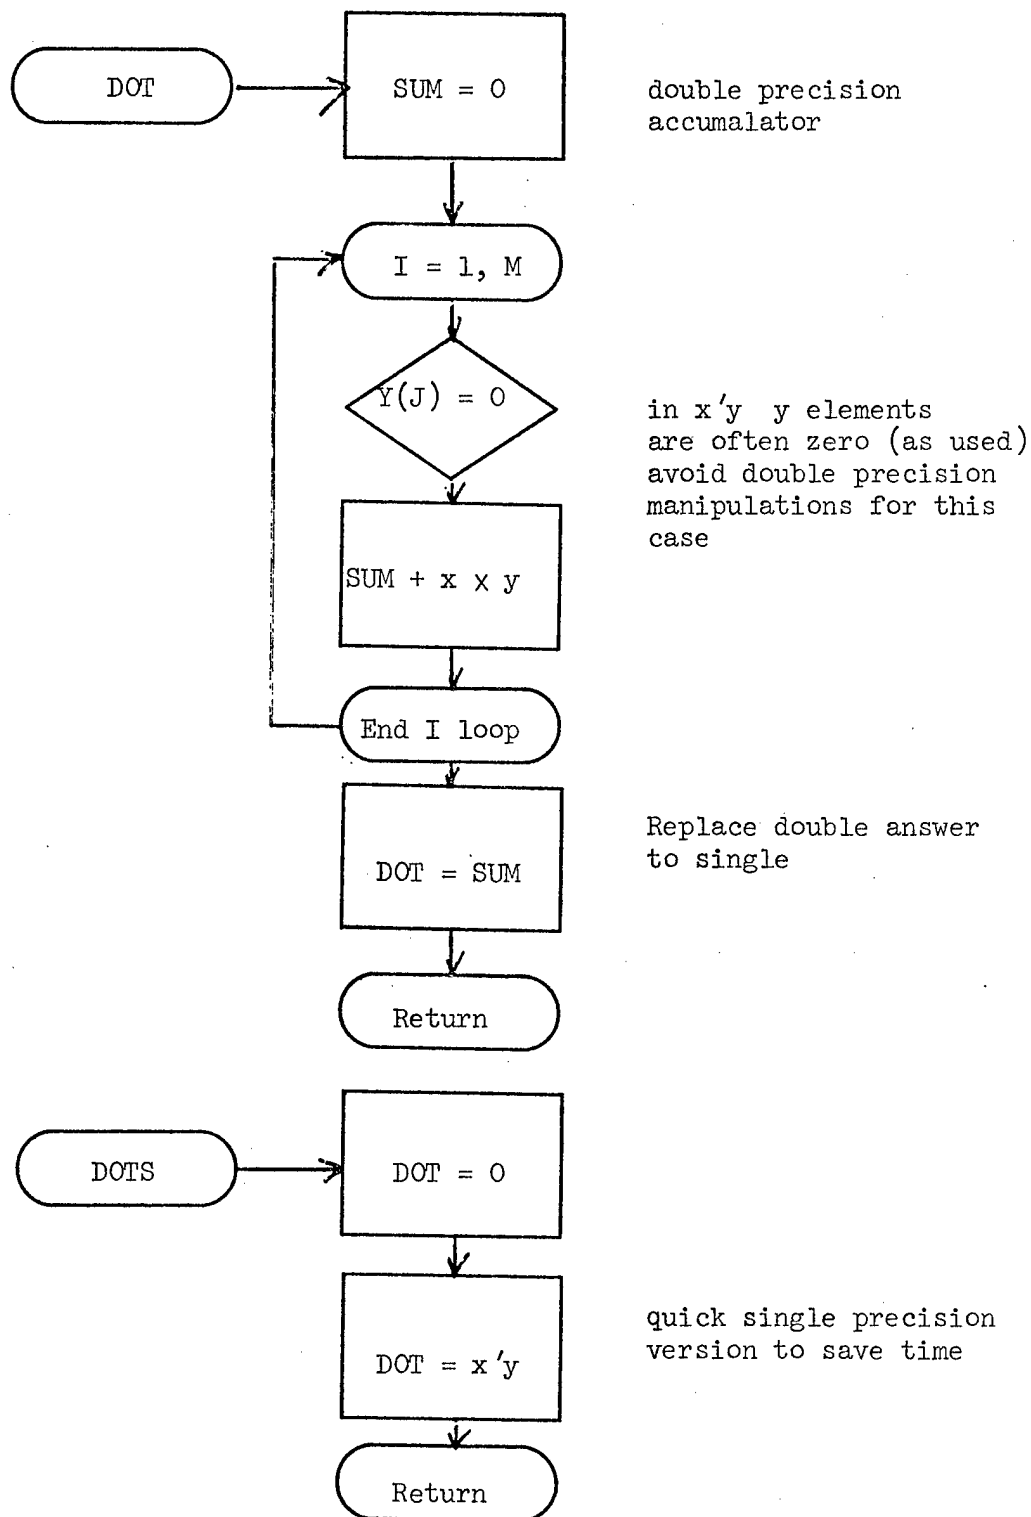 DOT
SUM = 0
double precision
accumalator
I = 1, M
Y(J) = 0
in x'y y elements
are often zero (as used)
avoid double precision
manipulations for this
case
SUM + x × y
End I loop
DOT = SUM
Replace double answer
to single
Return
DOTS
DOT = 0
DOT = x'y
quick single precision
version to save time
Return